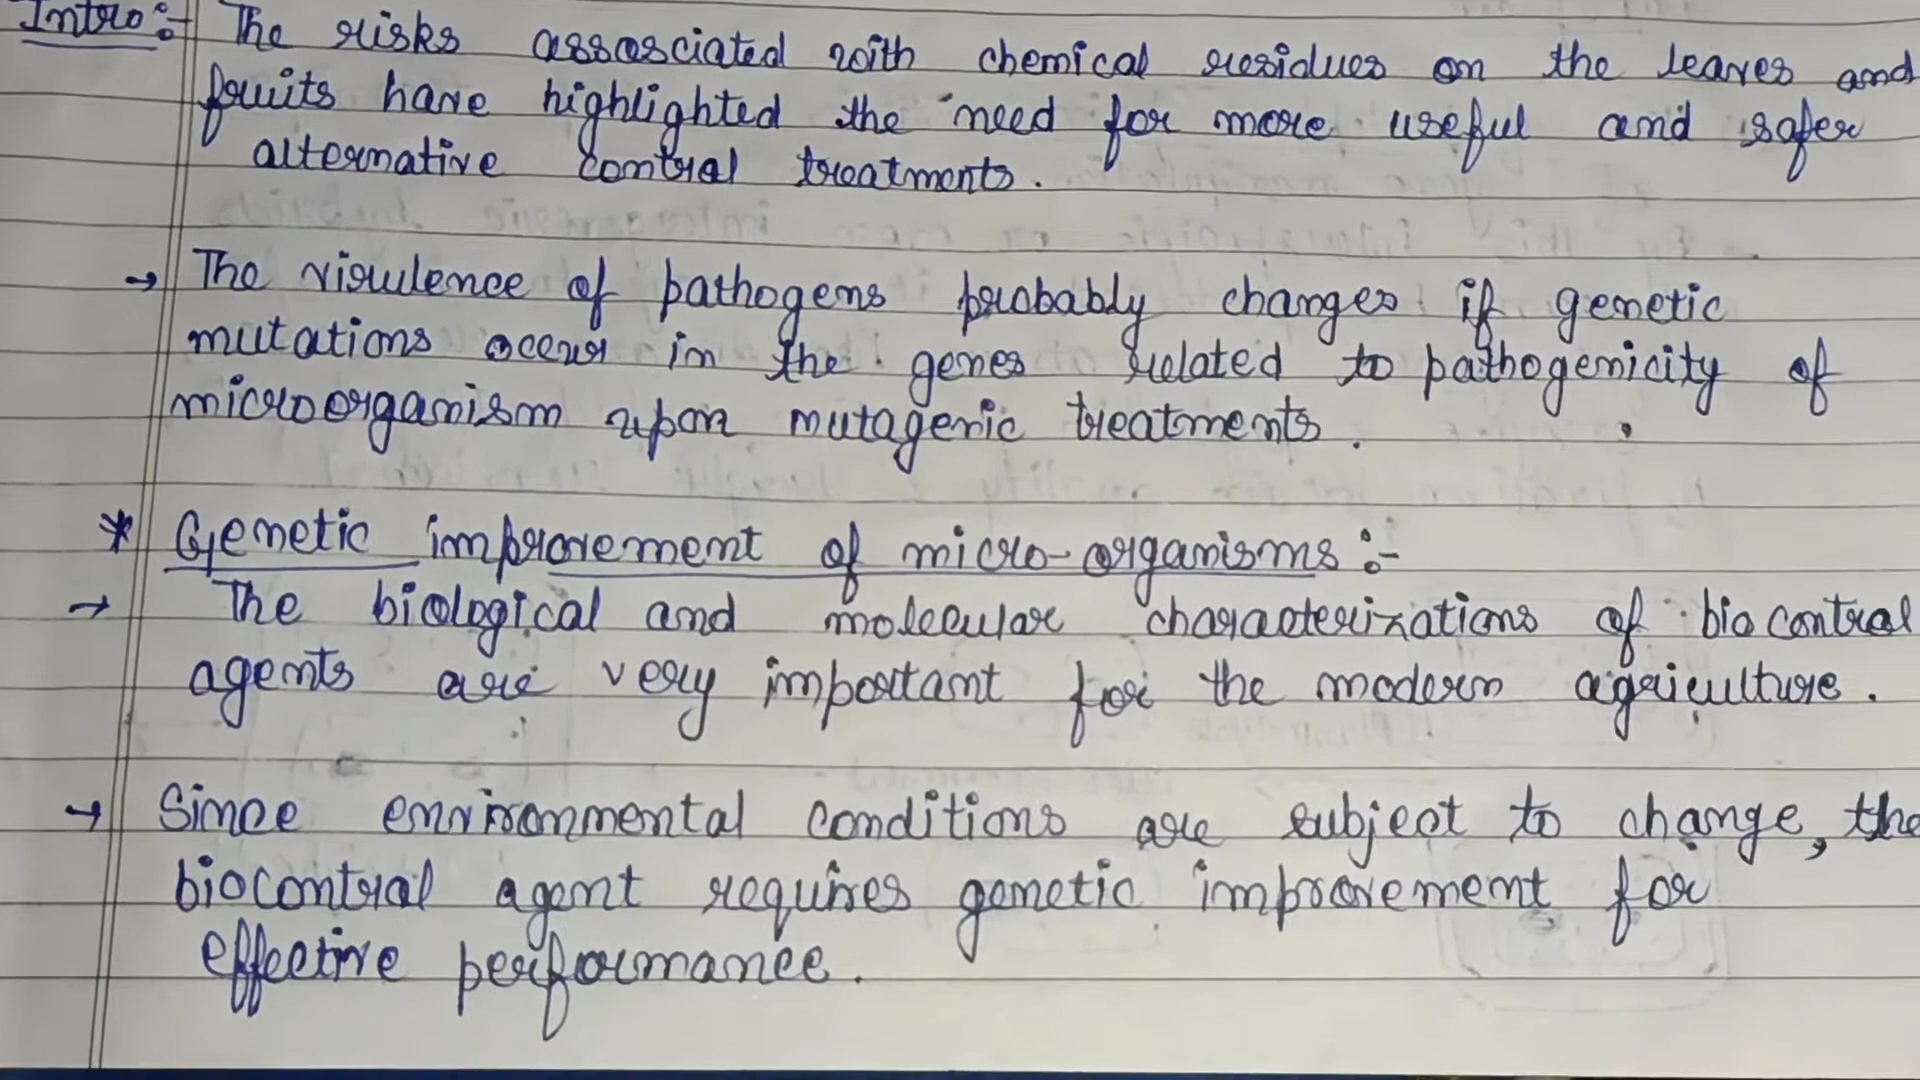 Intro:- The risks assosciated with chemical residues on the leaves and
fruits have highlighted the need for more useful and safer
alternative control treatments.
→ The virulence of pathogens probably changes if genetic
mutations occur in the genes related to pathogenicity of
microorganism upon mutagenic treatments.
* Genetic improvement of micro-organisms :-
→ The biological and molecular characterizations of bio control
agents are very important for the modern agriculture.
→ Since environmental conditions are subject to change, the
biocontrol agent requires genetic improvement for
effective performance.